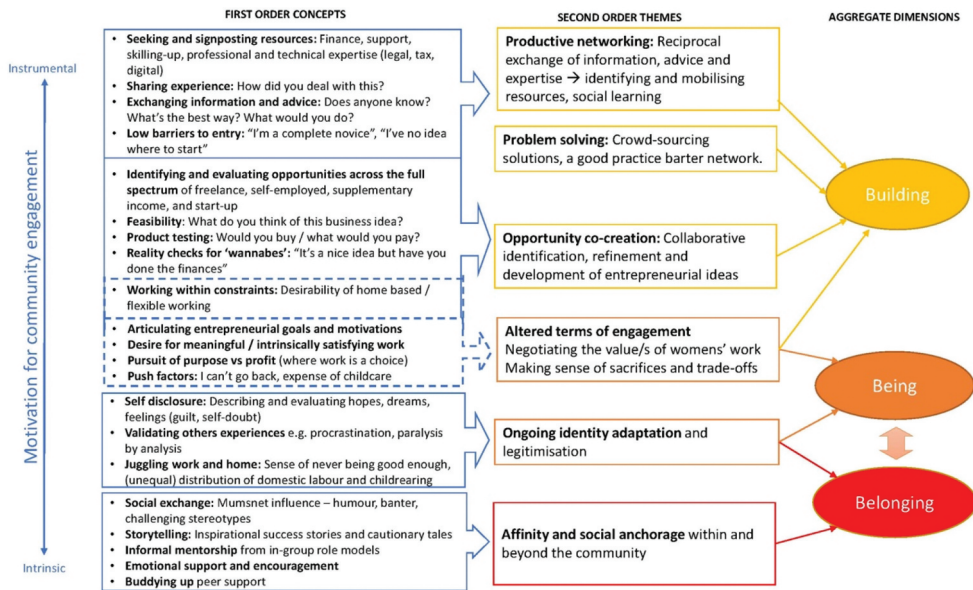 FIRST ORDER CONCEPTS
SECOND ORDER THEMES
AGGREGATE DIMENSIONS
Motivation for community engagement
Instrumental
Intrinsic
• Seeking and signposting resources: Finance, support,
skilling-up, professional and technical expertise (legal, tax,
digital)
• Sharing experience: How did you deal with this?
• Exchanging information and advice: Does anyone know?
What's the best way? What would you do?
• Low barriers to entry: "I'm a complete novice", "I've no idea
where to start"
• Identifying and evaluating opportunities across the full
spectrum of freelance, self-employed, supplementary
income, and start-up
• Feasibility: What do you think of this business idea?
• Product testing: Would you buy / what would you pay?
• Reality checks for 'wannabes': "It's a nice idea but have you
done the finances"
• Working within constraints: Desirability of home based /
flexible working
• Articulating entrepreneurial goals and motivations
• Desire for meaningful / intrinsically satisfying work
• Pursuit of purpose vs profit (where work is a choice)
• Push factors: I can't go back, expense of childcare
• Self disclosure: Describing and evaluating hopes, dreams,
feelings (guilt, self-doubt)
• Validating others experiences e.g. procrastination, paralysis
by analysis
• Juggling work and home: Sense of never being good enough,
(unequal) distribution of domestic labour and childrearing
• Social exchange: Mumsnet influence – humour, banter,
challenging stereotypes
• Storytelling: Inspirational success stories and cautionary tales
• Informal mentorship from in-group role models
• Emotional support and encouragement
• Buddying up peer support
Productive networking: Reciprocal
exchange of information, advice and
expertise → identifying and mobilising
resources, social learning
Problem solving: Crowd-sourcing
solutions, a good practice barter network.
Opportunity co-creation: Collaborative
identification, refinement and
development of entrepreneurial ideas
Altered terms of engagement
Negotiating the value/s of womens' work
Making sense of sacrifices and trade-offs
Ongoing identity adaptation and
legitimisation
Affinity and social anchorage within and
beyond the community
Building
Being
Belonging